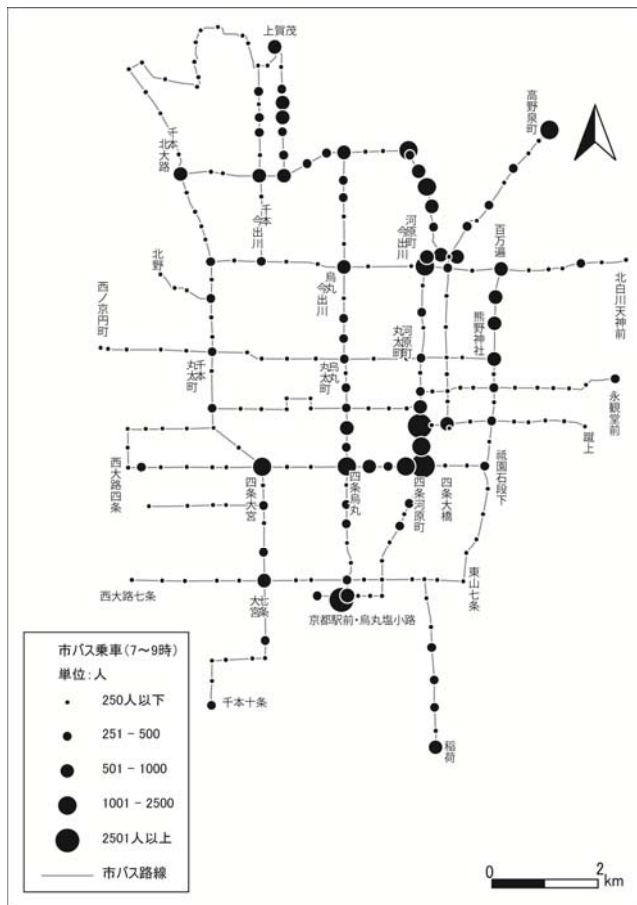 上賀茂
高野泉町
千本
北大路
千本
今出川
河原町
今出川
百万遍
北野
北白川天神前
西ノ京円町
烏丸
今出川
熊野神社
河原町
丸太町
千本
丸太町
烏丸
丸太町
永観堂前
蹴上
西大路四条
四条大宮
四条烏丸
四条河原町
四条大橋
祇園石段下
西大路七条
七条
大宮
東山七条
京都駅前・烏丸塩小路
千本十条
稲荷
市バス乗車(7～9時)
単位:人
250人以下
251 - 500
501 - 1000
1001 - 2500
2501人以上
市バス路線
0 2
km